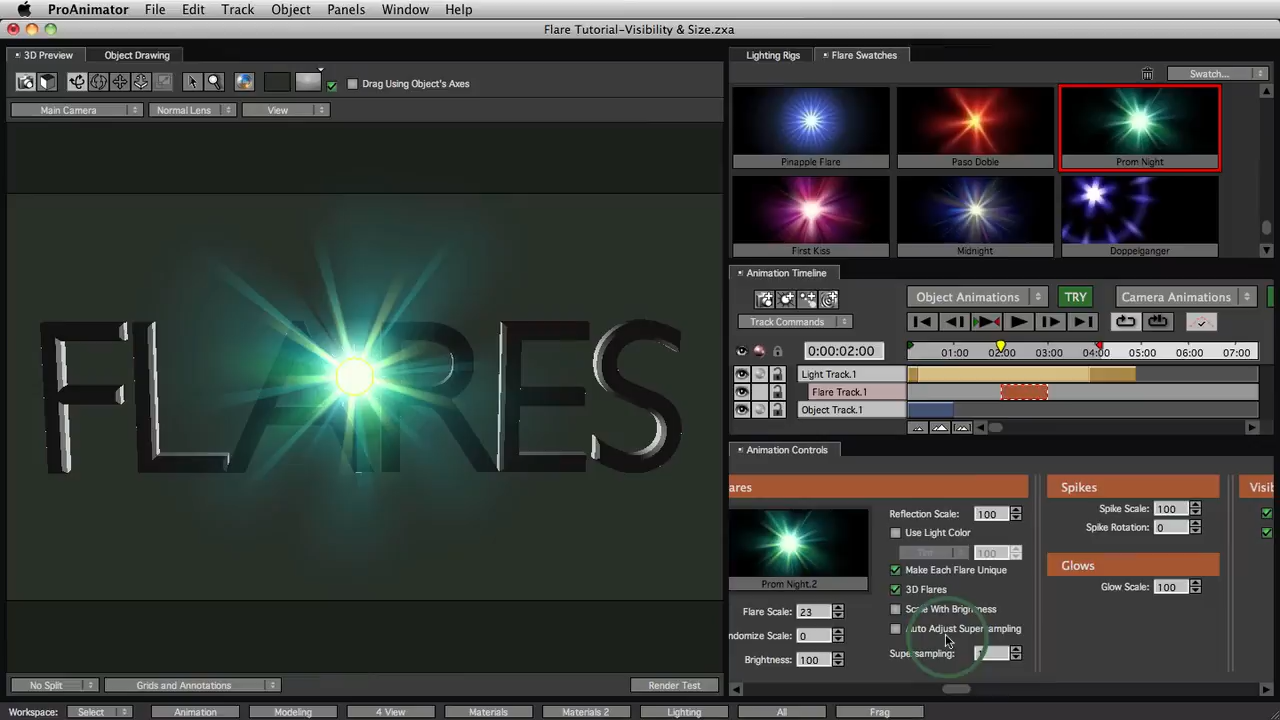 ProAnimator File Edit Track Object Panels Window Help
Flare Tutorial-Visibility & Size.zxa
3D Preview Object Drawing
Drag Using Object's Axes
Main Camera Normal Lens View
FLARES
No Split Grids and Annotations Render Test
Lighting Rigs Flare Swatches
Swatch...
Pinapple Flare Paso Doble Prom Night
First Kiss Midnight Doppelganger
Animation Timeline
Object Animations TRY Camera Animations
Track Commands
0:00:02:00 01:00 02:00 03:00 04:00 05:00 06:00 07:00
Light Track.1
Flare Track.1
Object Track.1
Animation Controls
ares Spikes Visib
Reflection Scale: 100 Spike Scale: 100
Use Light Color Spike Rotation: 0
100
Make Each Flare Unique Glows
Prom Night.2 3D Flares Glow Scale: 100
Flare Scale: 23 Scale With Brightness
ndomize Scale: 0 Auto Adjust Supersampling
Brightness: 100 Supersampling:
Workspace: Select Animation Modeling 4 View Materials Materials 2 Lighting All Frag